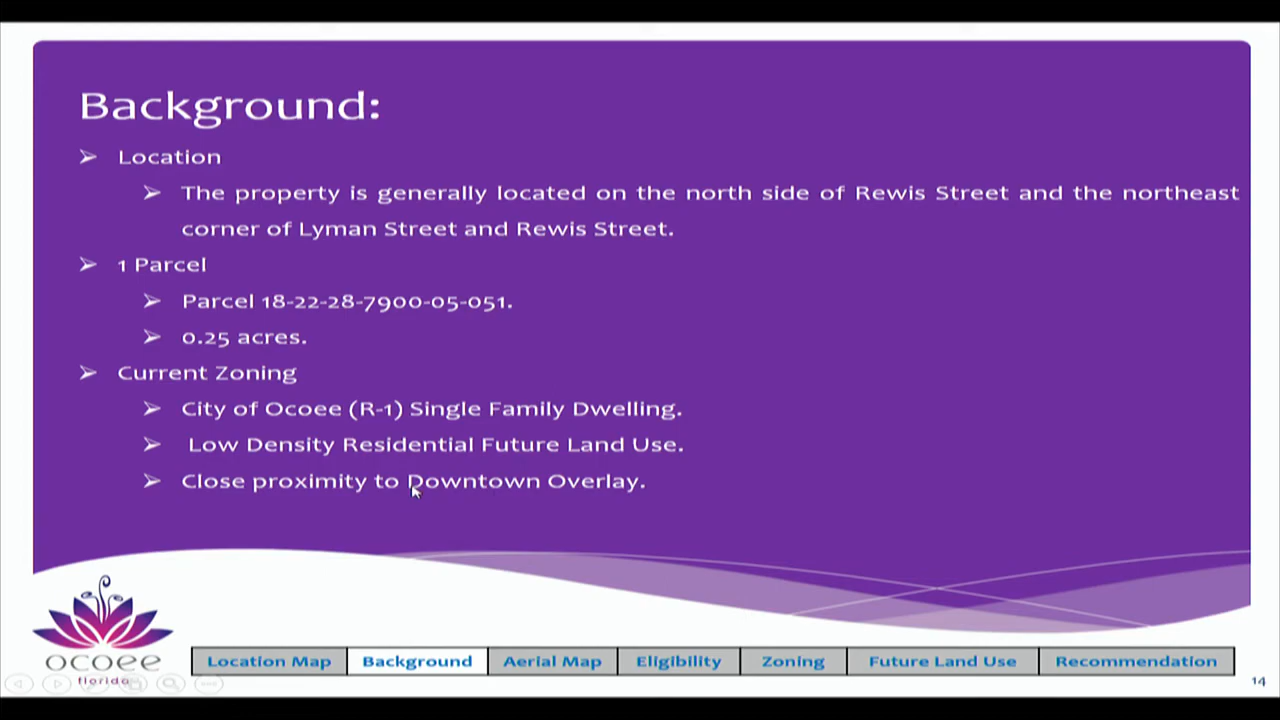 Background:
Location
The property is generally located on the north side of Rewis Street and the northeast
corner of Lyman Street and Rewis Street.
1 Parcel
Parcel 18-22-28-7900-05-051.
0.25 acres.
Current Zoning
City of Ocoee (R-1) Single Family Dwelling.
Low Density Residential Future Land Use.
Close proximity to Downtown Overlay.
ocoee
florida
Location Map Background Aerial Map Eligibility Zoning Future Land Use Recommendation
14